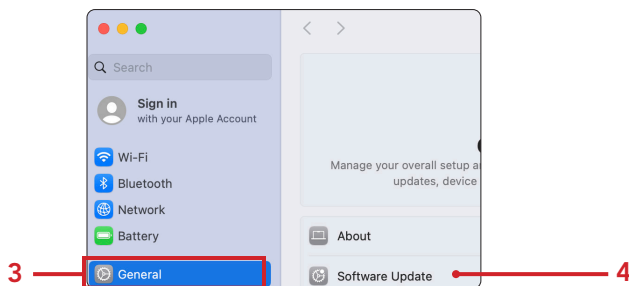 Search
Sign in
with your Apple Account
Wi-Fi
Bluetooth
Network
Battery
General
Manage your overall setup a
updates, device
About
Software Update
3
4